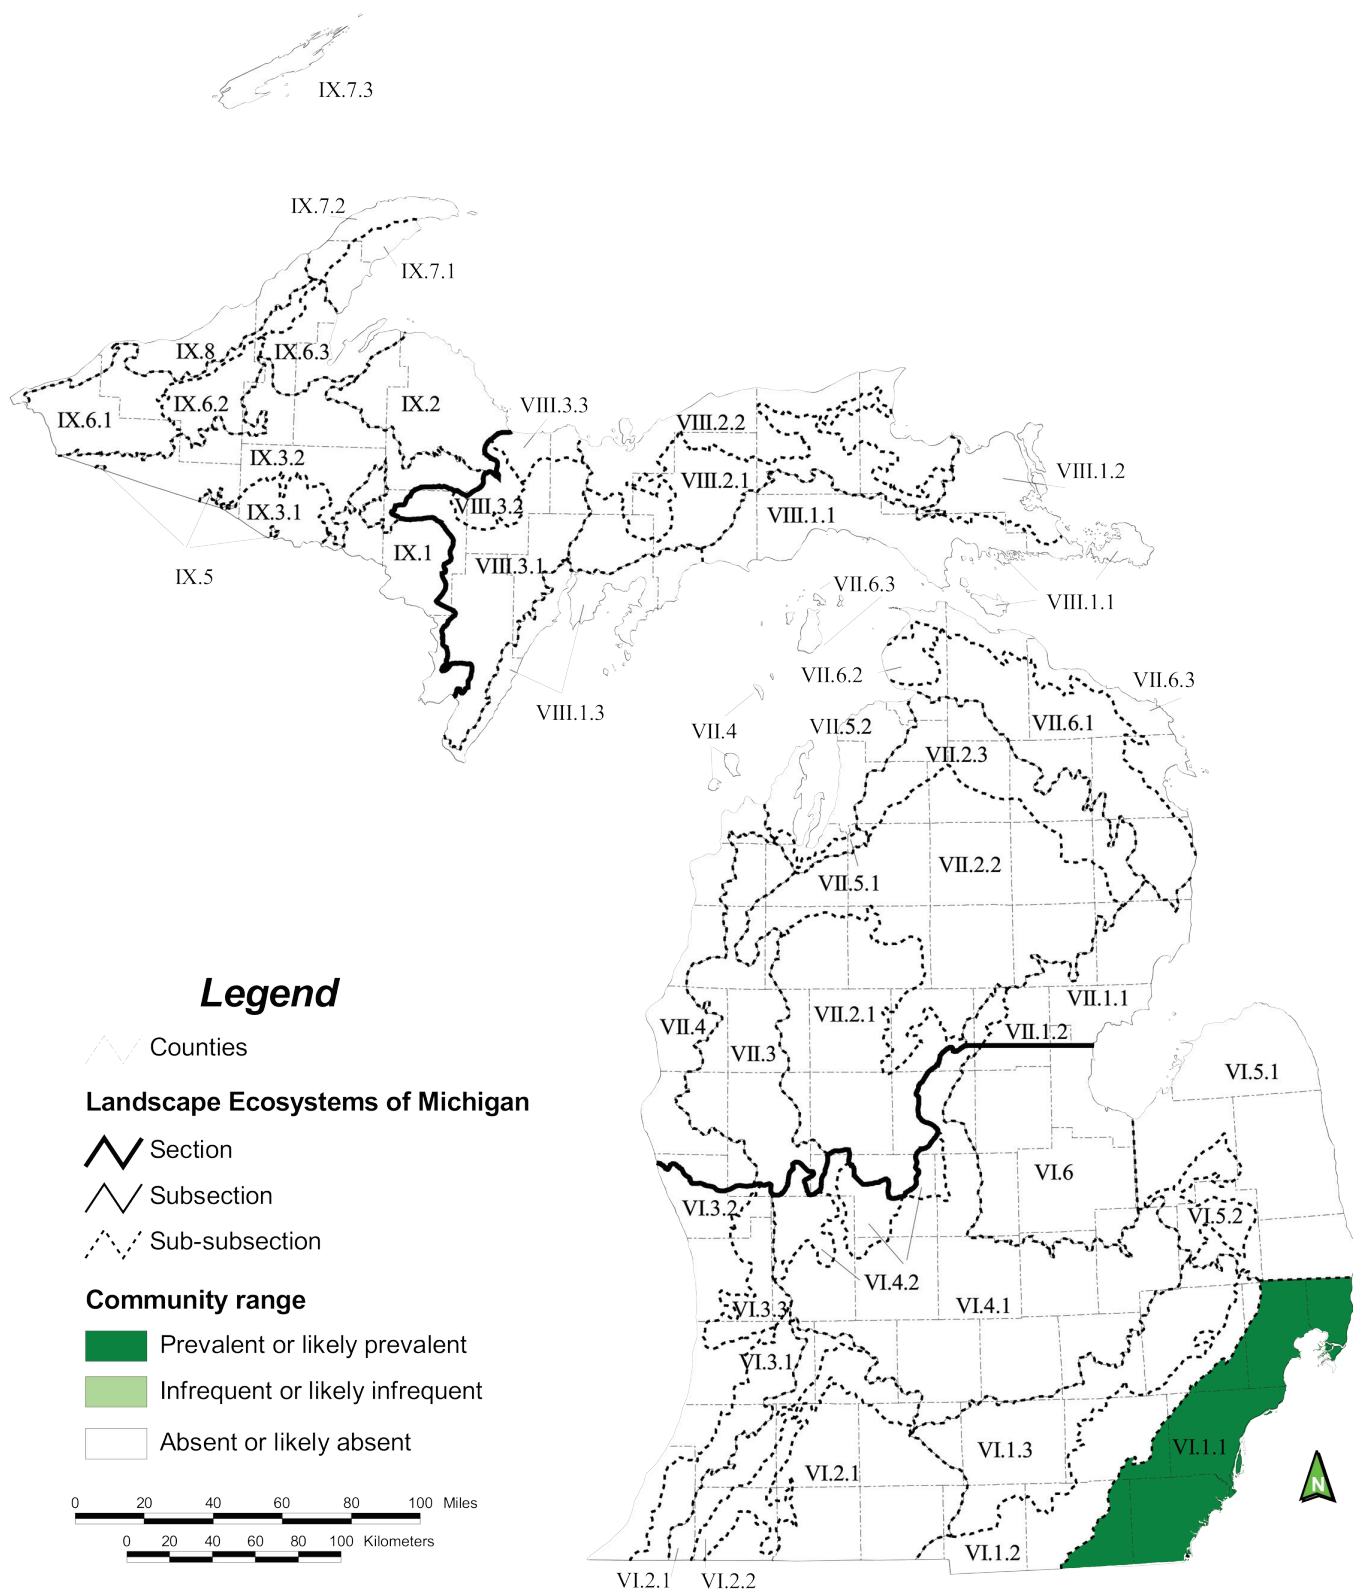 IX.7.3
IX.7.2
IX.7.1
IX.8
IX.6.3
IX.6.1
IX.6.2
IX.2
VIII.3.3
VIII.2.2
IX.3.2
VIII.2.1
VIII.1.2
IX.3.1
VIII.3.2
VIII.1.1
IX.1
VIII.3.1
IX.5
VII.6.3
VIII.1.1
VII.6.2
VII.6.3
VIII.1.3
VII.4
VII.5.2
VII.6.1
VII.2.3
VII.5.1
VII.2.2
VII.1.1
VII.4
VII.2.1
VII.1.2
VII.3
VI.5.1
VI.6
VI.3.2
VI.5.2
VI.4.2
VI.3.3
VI.4.1
VI.3.1
VI.1.3
VI.1.1
VI.2.1
VI.1.2
VI.2.1
VI.2.2
N
Legend
Counties
Landscape Ecosystems of Michigan
Section
Subsection
Sub-subsection
Community range
Prevalent or likely prevalent
Infrequent or likely infrequent
Absent or likely absent
0 20 40 60 80 100 Miles
0 20 40 60 80 100 Kilometers